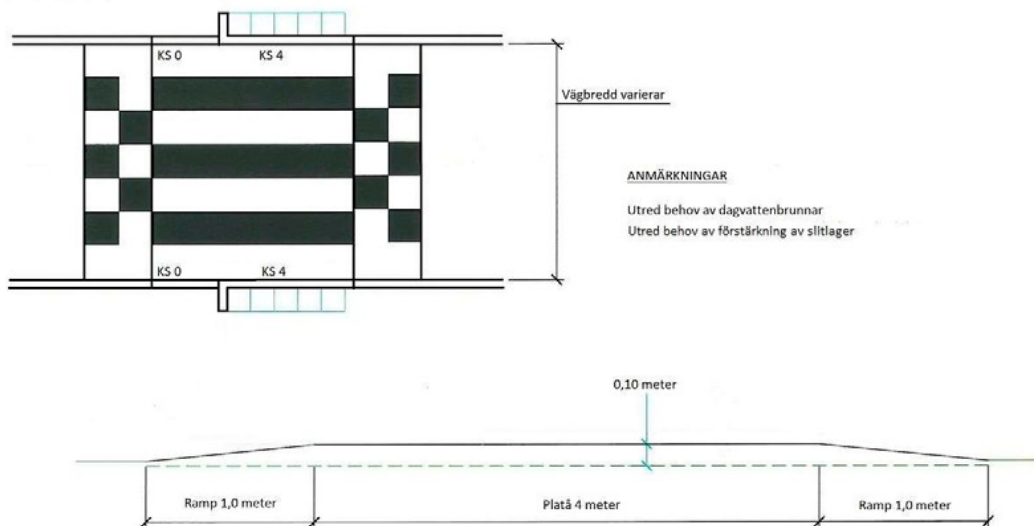 KS 0 KS 4
Vägbredd varierar
ANMÄRKNINGAR
Utred behov av dagvattenbrunnar
Utred behov av förstärkning av slitlager
KS 0 KS 4
0,10 meter
Ramp 1,0 meter Platå 4 meter Ramp 1,0 meter